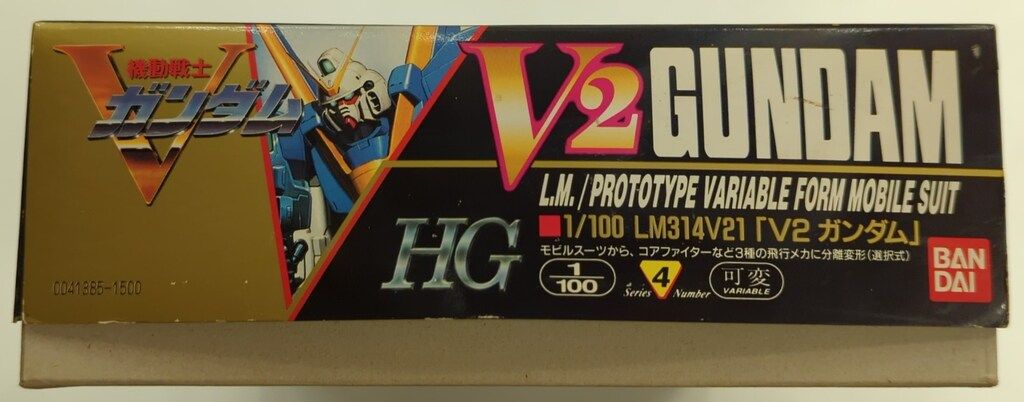 V
機動戦士
ガンダム
0041385-1500
V2 GUNDAM
L.M./PROTOTYPE VARIABLE FORM MOBILE SUIT
■1/100 LM314V21「V2 ガンダム」
モビルスーツから、コアファイターなど3種の飛行メカに分離変形(選択式)
HG
1/100
Series 4 Number
可変
VARIABLE
BAN
DAI